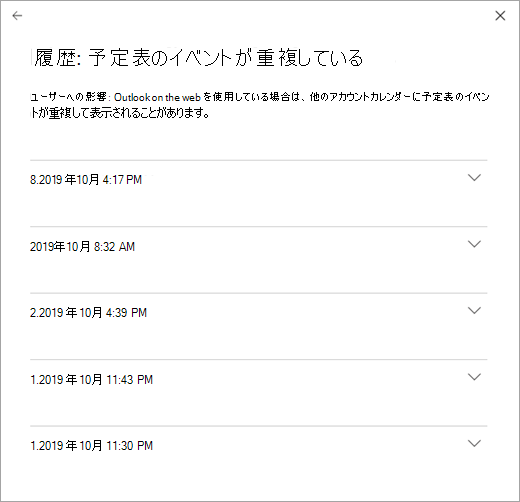 履歴: 予定表のイベントが重複している
ユーザーへの影響: Outlook on the web を使用している場合は、他のアカウントカレンダーに予定表のイベン
トが重複して表示されることがあります。
8.2019 年10月 4:17 PM
2019年10月 8:32 AM
2.2019 年 10月 4:39 PM
1.2019 年 10月 11:43 PM
1.2019 年 10月 11:30 PM